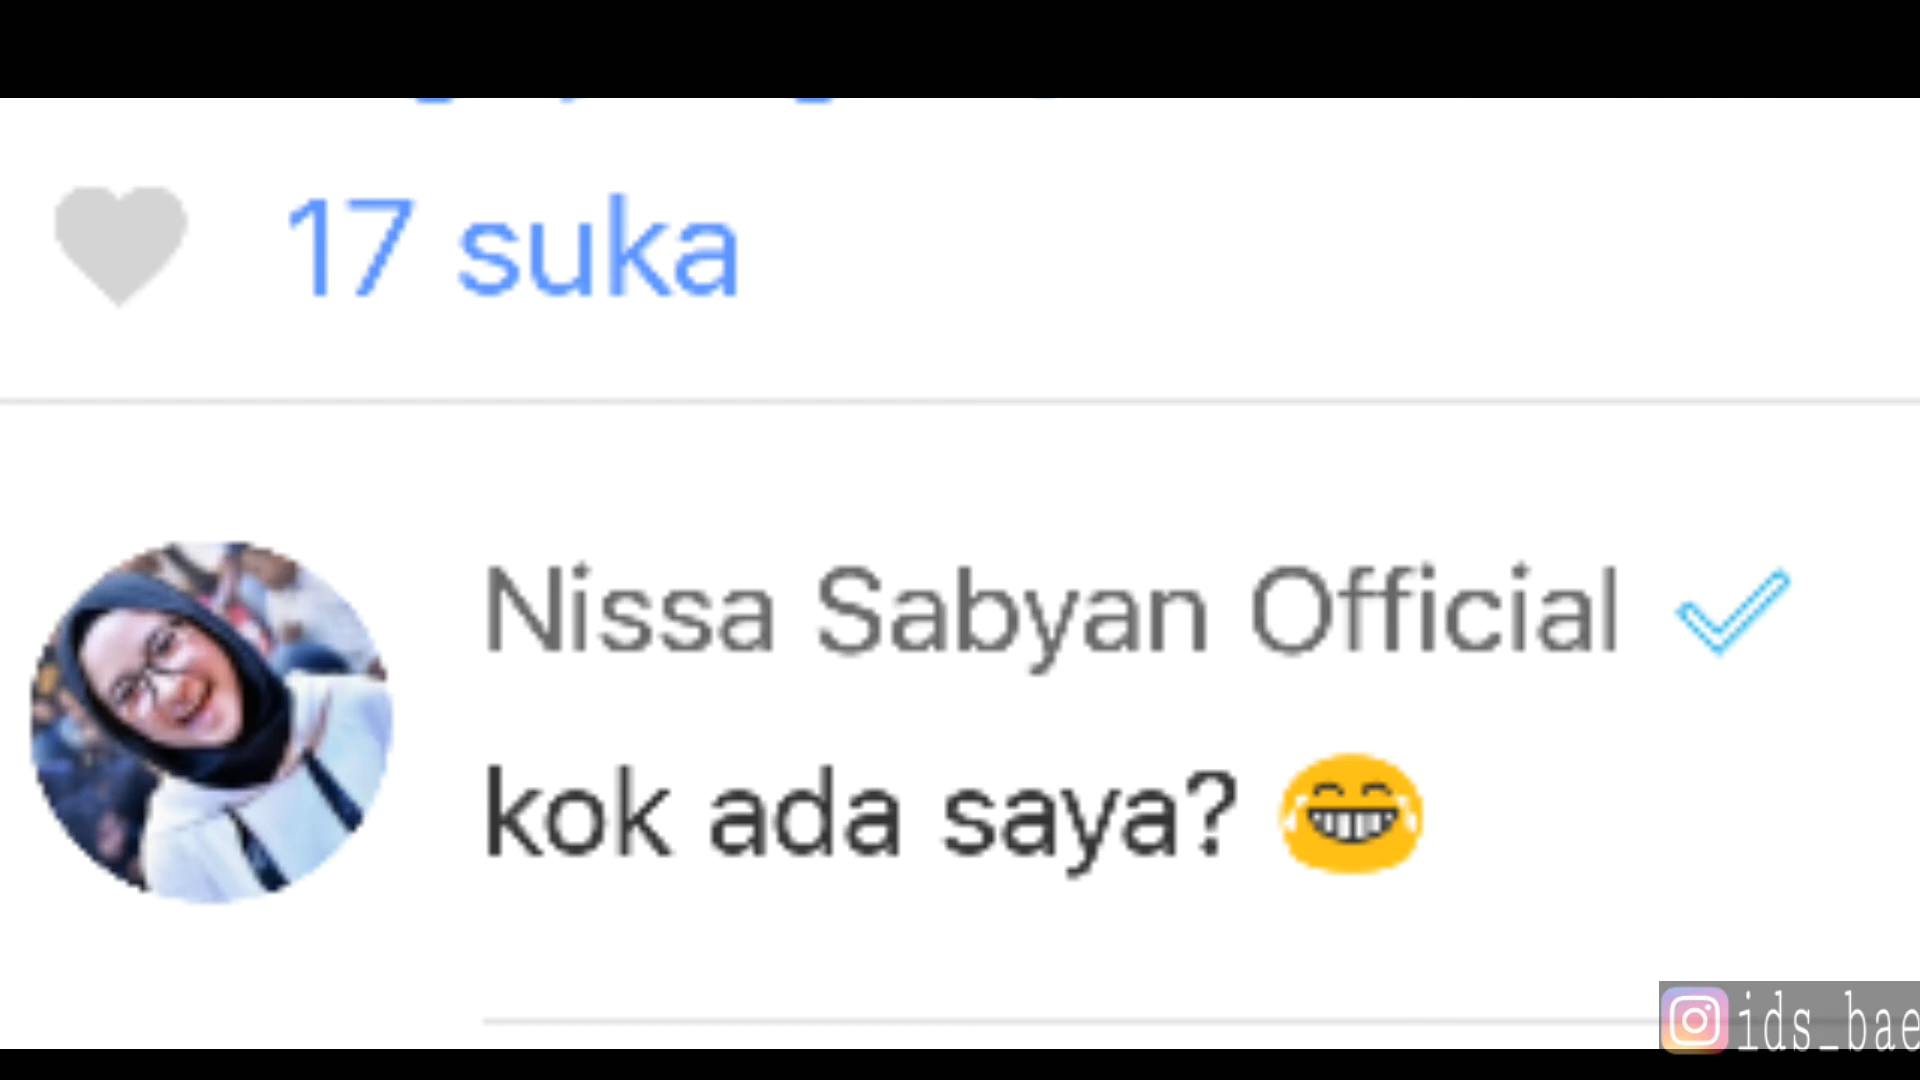 17 suka
Nissa Sabyan Official
kok ada saya? 😂
ids_bae